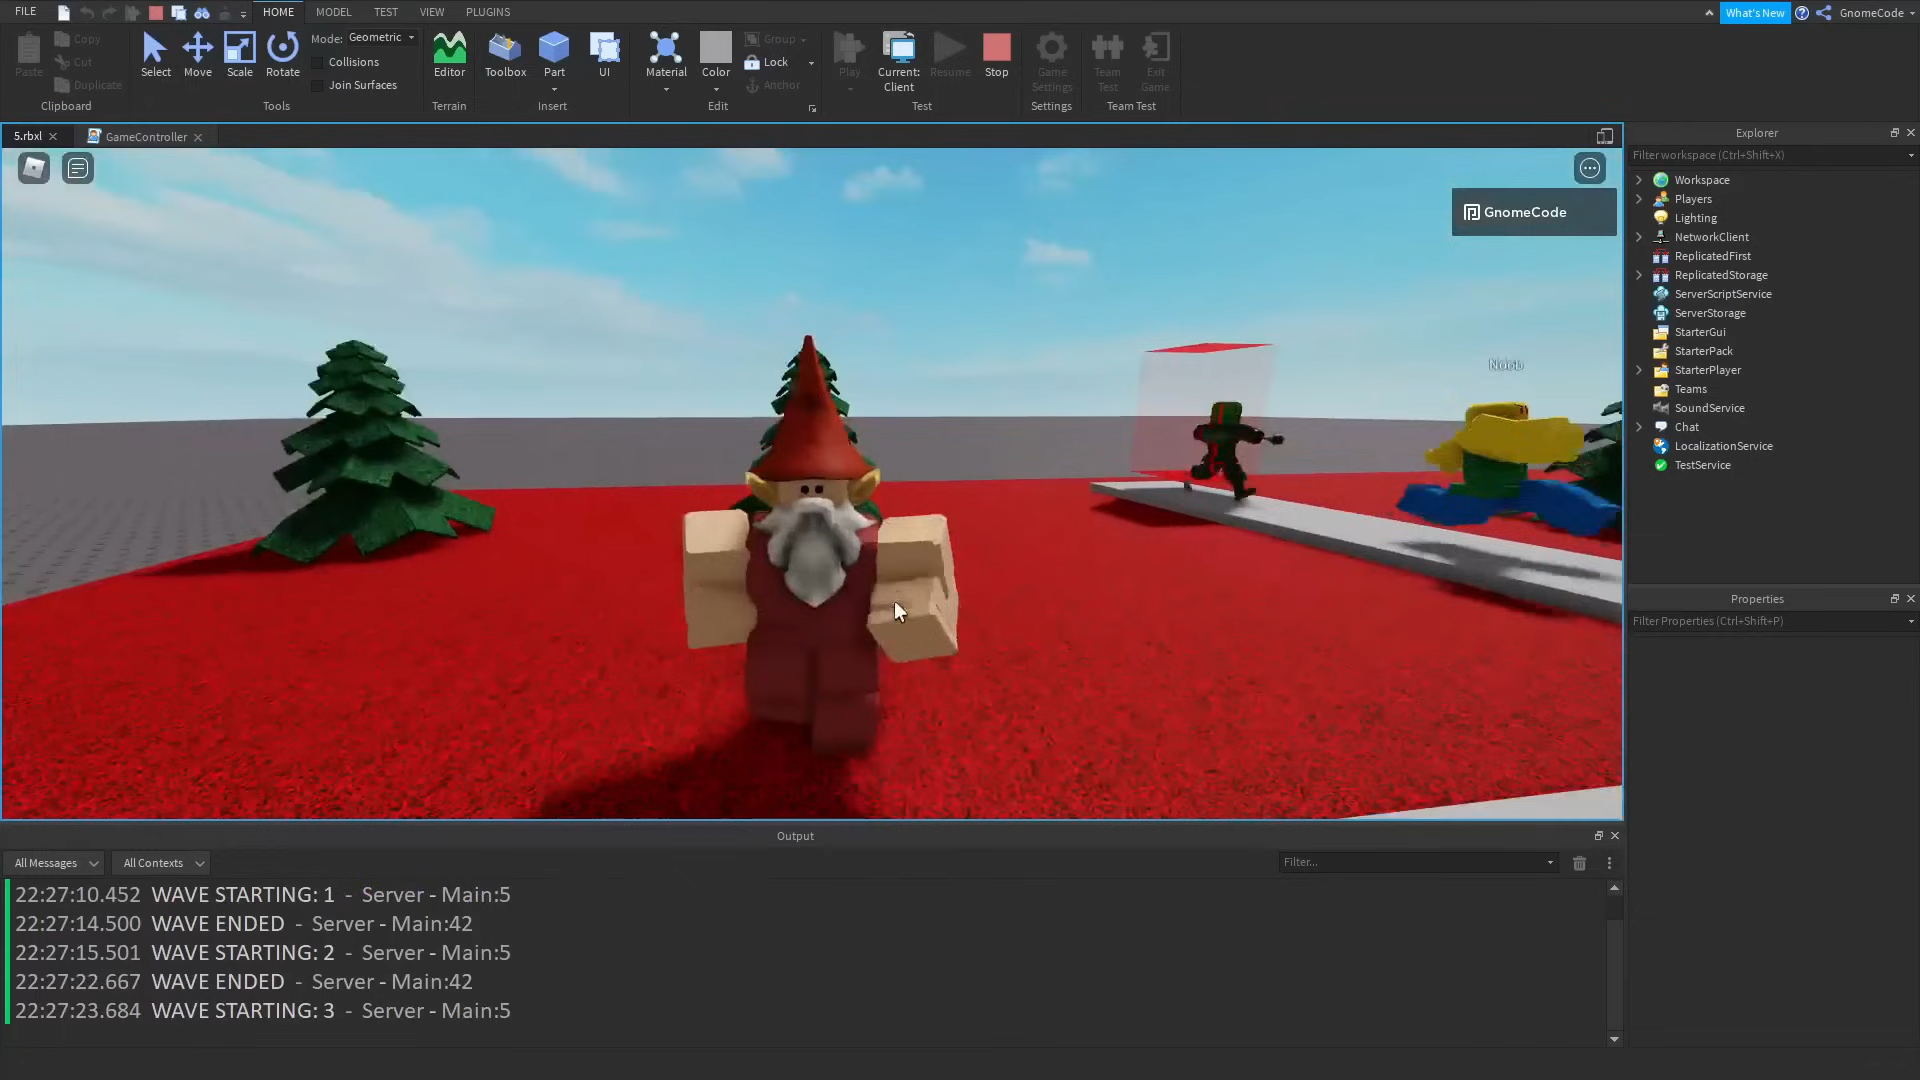 FILE HOME MODEL TEST VIEW PLUGINS What's New GnomeCode
Paste Copy Cut Duplicate Clipboard
Select Move Scale Rotate Mode: Geometric Collisions Join Surfaces Tools
Editor Terrain
Toolbox Part UI Insert
Material Color Group Lock Anchor Edit
Play Current: Client Resume Stop Test
Game Settings Settings
Team Test Exit Game Team Test
5.rbxl GameController
GnomeCode
Noob
Explorer
Filter workspace (Ctrl+Shift+X)
Workspace
Players
Lighting
NetworkClient
ReplicatedFirst
ReplicatedStorage
ServerScriptService
ServerStorage
StarterGui
StarterPack
StarterPlayer
Teams
SoundService
Chat
LocalizationService
TestService
Properties
Filter Properties (Ctrl+Shift+P)
Output
All Messages All Contexts Filter...
22:27:10.452 WAVE STARTING: 1 - Server - Main:5
22:27:14.500 WAVE ENDED - Server - Main:42
22:27:15.501 WAVE STARTING: 2 - Server - Main:5
22:27:22.667 WAVE ENDED - Server - Main:42
22:27:23.684 WAVE STARTING: 3 - Server - Main:5